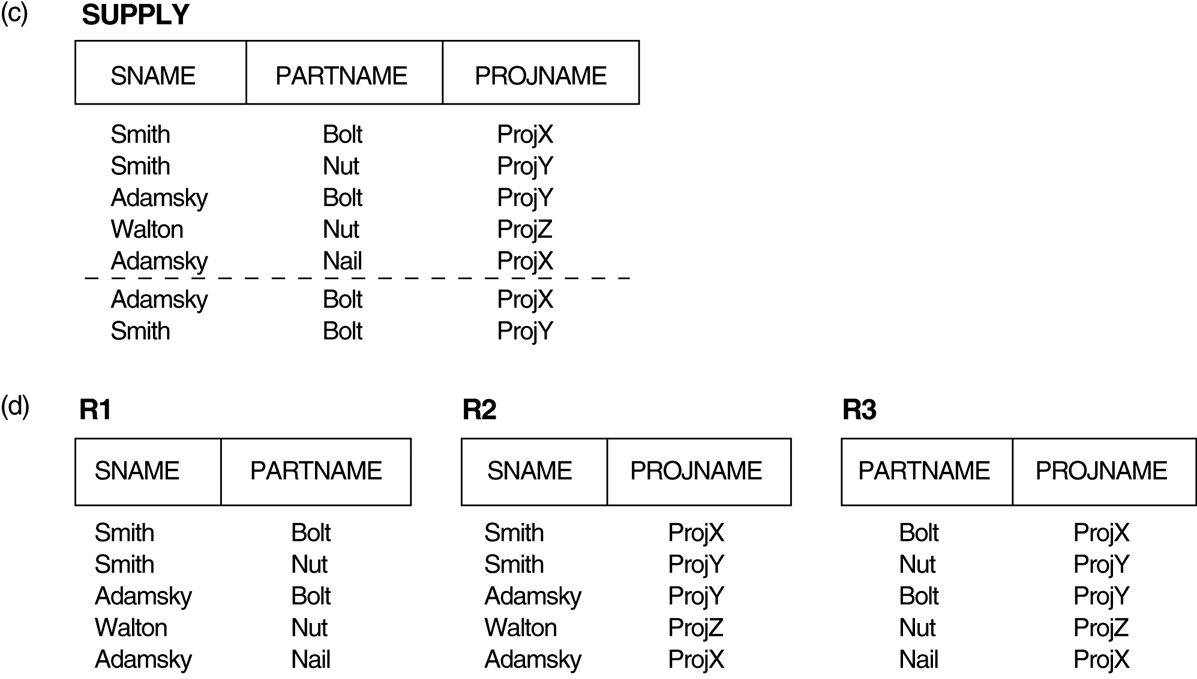 (c) SUPPLY
SNAME PARTNAME PROJNAME
Smith Bolt ProjX
Smith Nut ProjY
Adamsky Bolt ProjY
Walton Nut ProjZ
Adamsky Nail ProjX
Adamsky Bolt ProjX
Smith Bolt ProjY
(d) R1 R2 R3
SNAME PARTNAME SNAME PROJNAME PARTNAME PROJNAME
Smith Bolt Smith ProjX Bolt ProjX
Smith Nut Smith ProjY Nut ProjY
Adamsky Bolt Adamsky ProjY Bolt ProjY
Walton Nut Walton ProjZ Nut ProjZ
Adamsky Nail Adamsky ProjX Nail ProjX